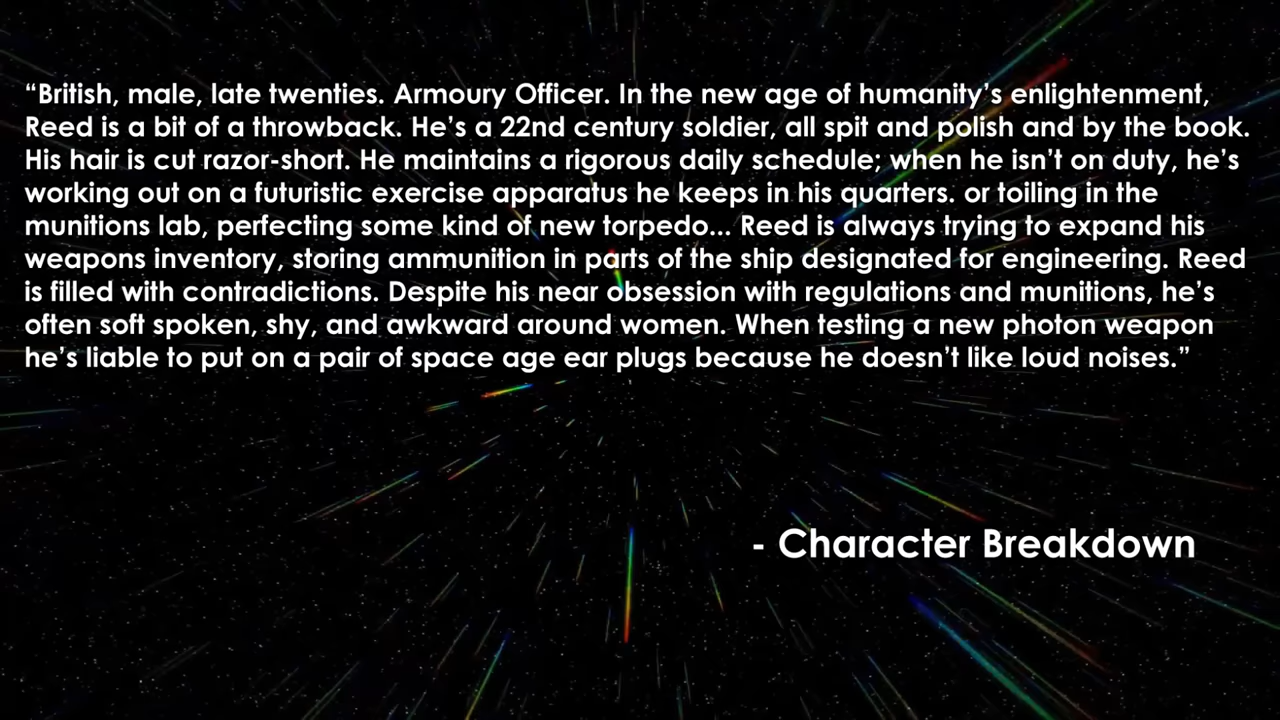 “British, male, late twenties. Armoury Officer. In the new age of humanity’s enlightenment,
Reed is a bit of a throwback. He’s a 22nd century soldier, all spit and polish and by the book.
His hair is cut razor-short. He maintains a rigorous daily schedule; when he isn’t on duty, he’s
working out on a futuristic exercise apparatus he keeps in his quarters. or toiling in the
munitions lab, perfecting some kind of new torpedo... Reed is always trying to expand his
weapons inventory, storing ammunition in parts of the ship designated for engineering. Reed
is filled with contradictions. Despite his near obsession with regulations and munitions, he’s
often soft spoken, shy, and awkward around women. When testing a new photon weapon
he’s liable to put on a pair of space age ear plugs because he doesn’t like loud noises.”
- Character Breakdown